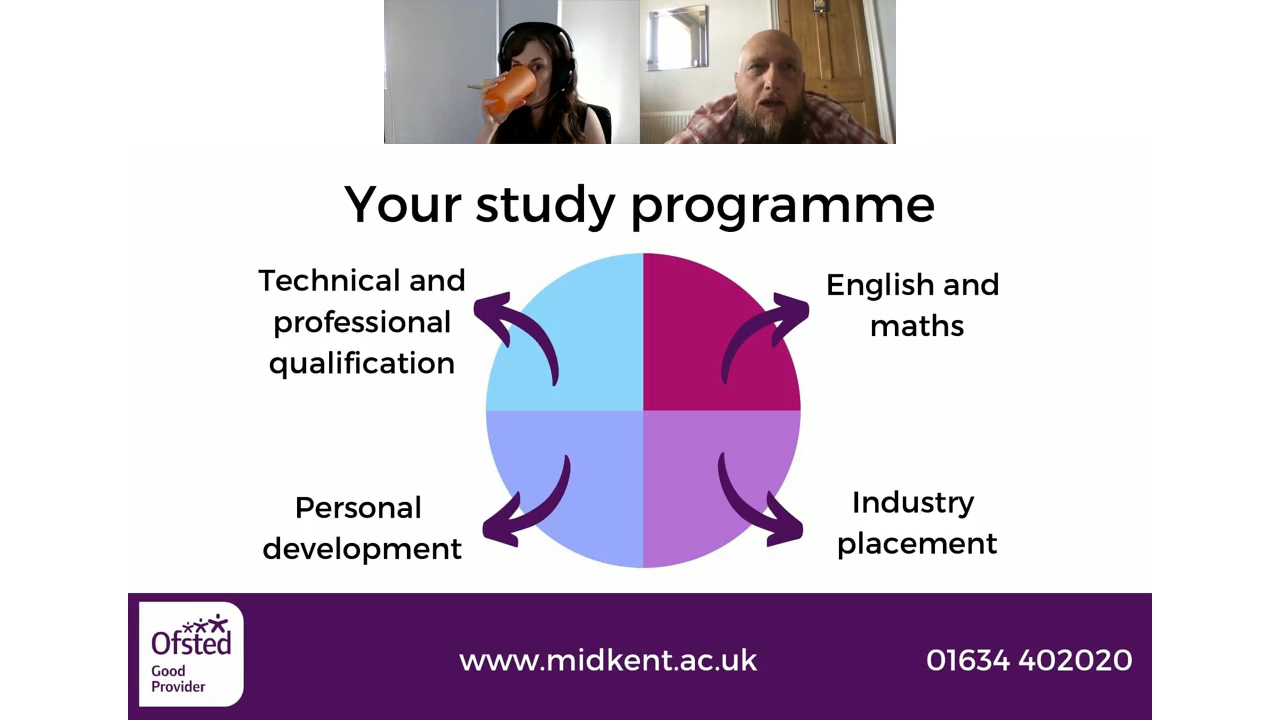 Your study programme
Technical and
professional
qualification
English and
maths
Personal
development
Industry
placement
Ofsted
Good
Provider
www.midkent.ac.uk
01634 402020